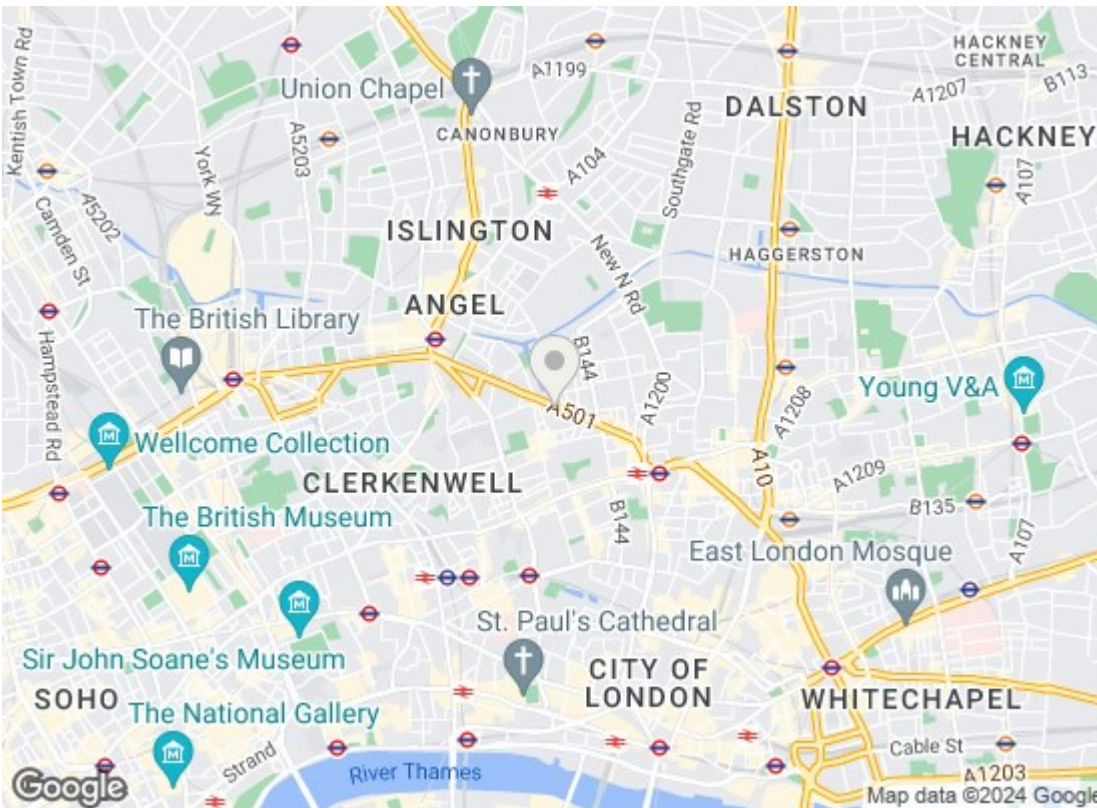 HACKNEY
CENTRAL
Kentish Town Rd
A1199
B113
A1207
Union Chapel
A5203
DALSTON
CANONBURY
HACKNEY
York Wy
A104
Southgate Rd
A107
A5202
Camden St
ISLINGTON
New N Rd
HAGGERSTON
ANGEL
The British Library
Hampstead Rd
B144
A1200
A1208
Young V&A
A501
Wellcome Collection
A10
CLERKENWELL
A1209
The British Museum
B144
B135
A107
East London Mosque
St. Paul's Cathedral
Sir John Soane's Museum
CITY OF
LONDON
SOHO
WHITECHAPEL
The National Gallery
Strand
Cable St
River Thames
A1203
Google
Map data ©2024 Google